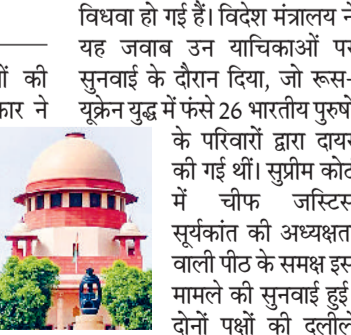 विधवा हो गई हैं। विदेश मंत्रालय ने
यह जवाब उन याचिकाओं पर
की
सुनवाई के दौरान दिया, जो रूस-
ने
यूक्रेन युद्ध में फंसे 26 भारतीय पुरुषों
के परिवारों द्वारा दायर
की गई थीं। सुप्रीम कोर्ट
में चीफ जस्टिस
सूर्यकांत की अध्यक्षता
वाली पीठ के समक्ष इस
मामले की सुनवाई हुई
दोनों पक्षों की दलीलें